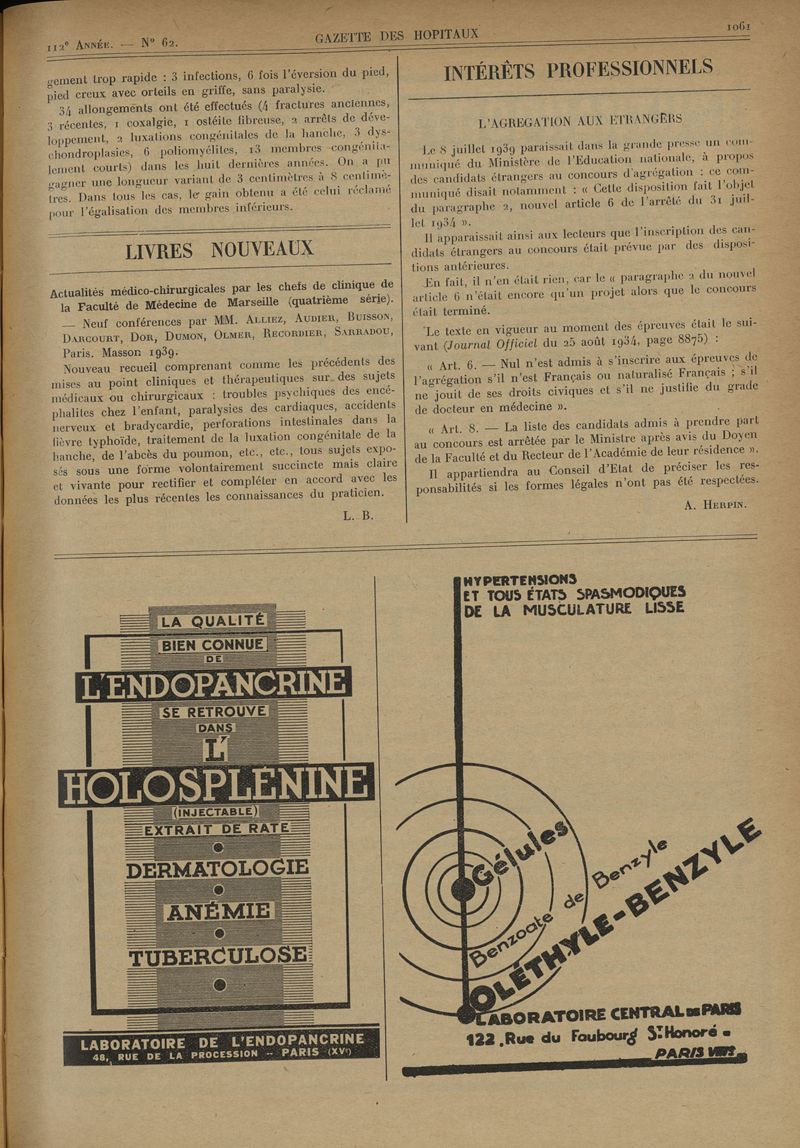 112e ANNÉE. — No 62.
GAZETTE DES HOPITAUX
1061
gement trop rapide : 3 infections, 6 fois l'éversion du pied,
pied creux avec orteils en griffe, sans paralysie.
34 allongements ont été effectués (4 fractures anciennes,
3 récentes, 1 coxalgie, 1 ostéite fibreuse, 2 arrêts de déve-
loppement, 2 luxations congénitales de la hanche, 3 dys-
chondroplasies, 6 poliomyélites, 13 membres congénita-
lement courts) dans les huit dernières années. On a pu
gagner une longueur variant de 3 centimètres à 8 centimè-
tres. Dans tous les cas, le gain obtenu a été celui réclamé
pour l'égalisation des membres inférieurs.
LIVRES NOUVEAUX
Actualités médico-chirurgicales par les chefs de clinique de
la Faculté de Médecine de Marseille (quatrième série).
— Neuf conférences par MM. ALLIEZ, AUDIER, BUISSON,
DARCOURT, DOR, DUMON, OLMER, RECORDIER, SARRADOU,
Paris. Masson 1939.
Nouveau recueil comprenant comme les précédents des
mises au point cliniques et thérapeutiques sur des sujets
médicaux ou chirurgicaux : troubles psychiques des encé-
phalites chez l'enfant, paralysies des cardiaques, accidents
nerveux et bradycardie, perforations intestinales dans la
fièvre typhoïde, traitement de la luxation congénitale de la
hanche, de l'abcès du poumon, etc., etc., tous sujets expo-
sés sous une forme volontairement succincte mais claire
et vivante pour rectifier et compléter en accord avec les
données les plus récentes les connaissances du praticien.
L. B.
INTÉRÊTS PROFESSIONNELS
L'AGREGATION AUX ETRANGERS
Le 8 juillet 1939 paraissait dans la grande presse un com-
muniqué du Ministère de l'Education nationale, à propos
des candidats étrangers au concours d'agrégation : ce com-
muniqué disait notamment : « Cette disposition fait l'objet
du paragraphe 2, nouvel article 6 de l'arrêté du 31 juil-
let 1934 ».
Il apparaissait ainsi aux lecteurs que l'inscription des can-
didats étrangers au concours était prévue par des disposi-
tions antérieures.
En fait, il n'en était rien, car le « paragraphe 2 du nouvel
article 6 n'était encore qu'un projet alors que le concours
était terminé.
Le texte en vigueur au moment des épreuves était le sui-
vant (Journal Officiel du 25 août 1934, page 8875) :
« Art. 6. — Nul n'est admis à s'inscrire aux épreuves de
l'agrégation s'il n'est Français ou naturalisé Français ; s'il
ne jouit de ses droits civiques et s'il ne justifie du grade
de docteur en médecine ».
« Art. 8. — La liste des candidats admis à prendre part
au concours est arrêtée par le Ministre après avis du Doyen
de la Faculté et du Recteur de l'Académie de leur résidence ».
Il appartiendra au Conseil d'Etat de préciser les res-
ponsabilités si les formes légales n'ont pas été respectées.
A. HERPIN.
LA QUALITÉ
BIEN CONNUE
DE
L'ENDOPANCRINE
SE RETROUVE
DANS
L'
HOLOSPLÉNINE
(INJECTABLE)
EXTRAIT DE RATE
DERMATOLOGIE
ANÉMIE
TUBERCULOSE
LABORATOIRE DE L'ENDOPANCRINE
48, RUE DE LA PROCESSION -- PARIS (XVe)
HYPERTENSIONS
ET TOUS ÉTATS SPASMODIQUES
DE LA MUSCULATURE LISSE
Gélules
Benzoate de Benzyle
OLÉTHYLE-BENZYLE
LABORATOIRE CENTRAL DE PARIS
122, Rue du Faubourg St Honoré
PARIS VIIIe